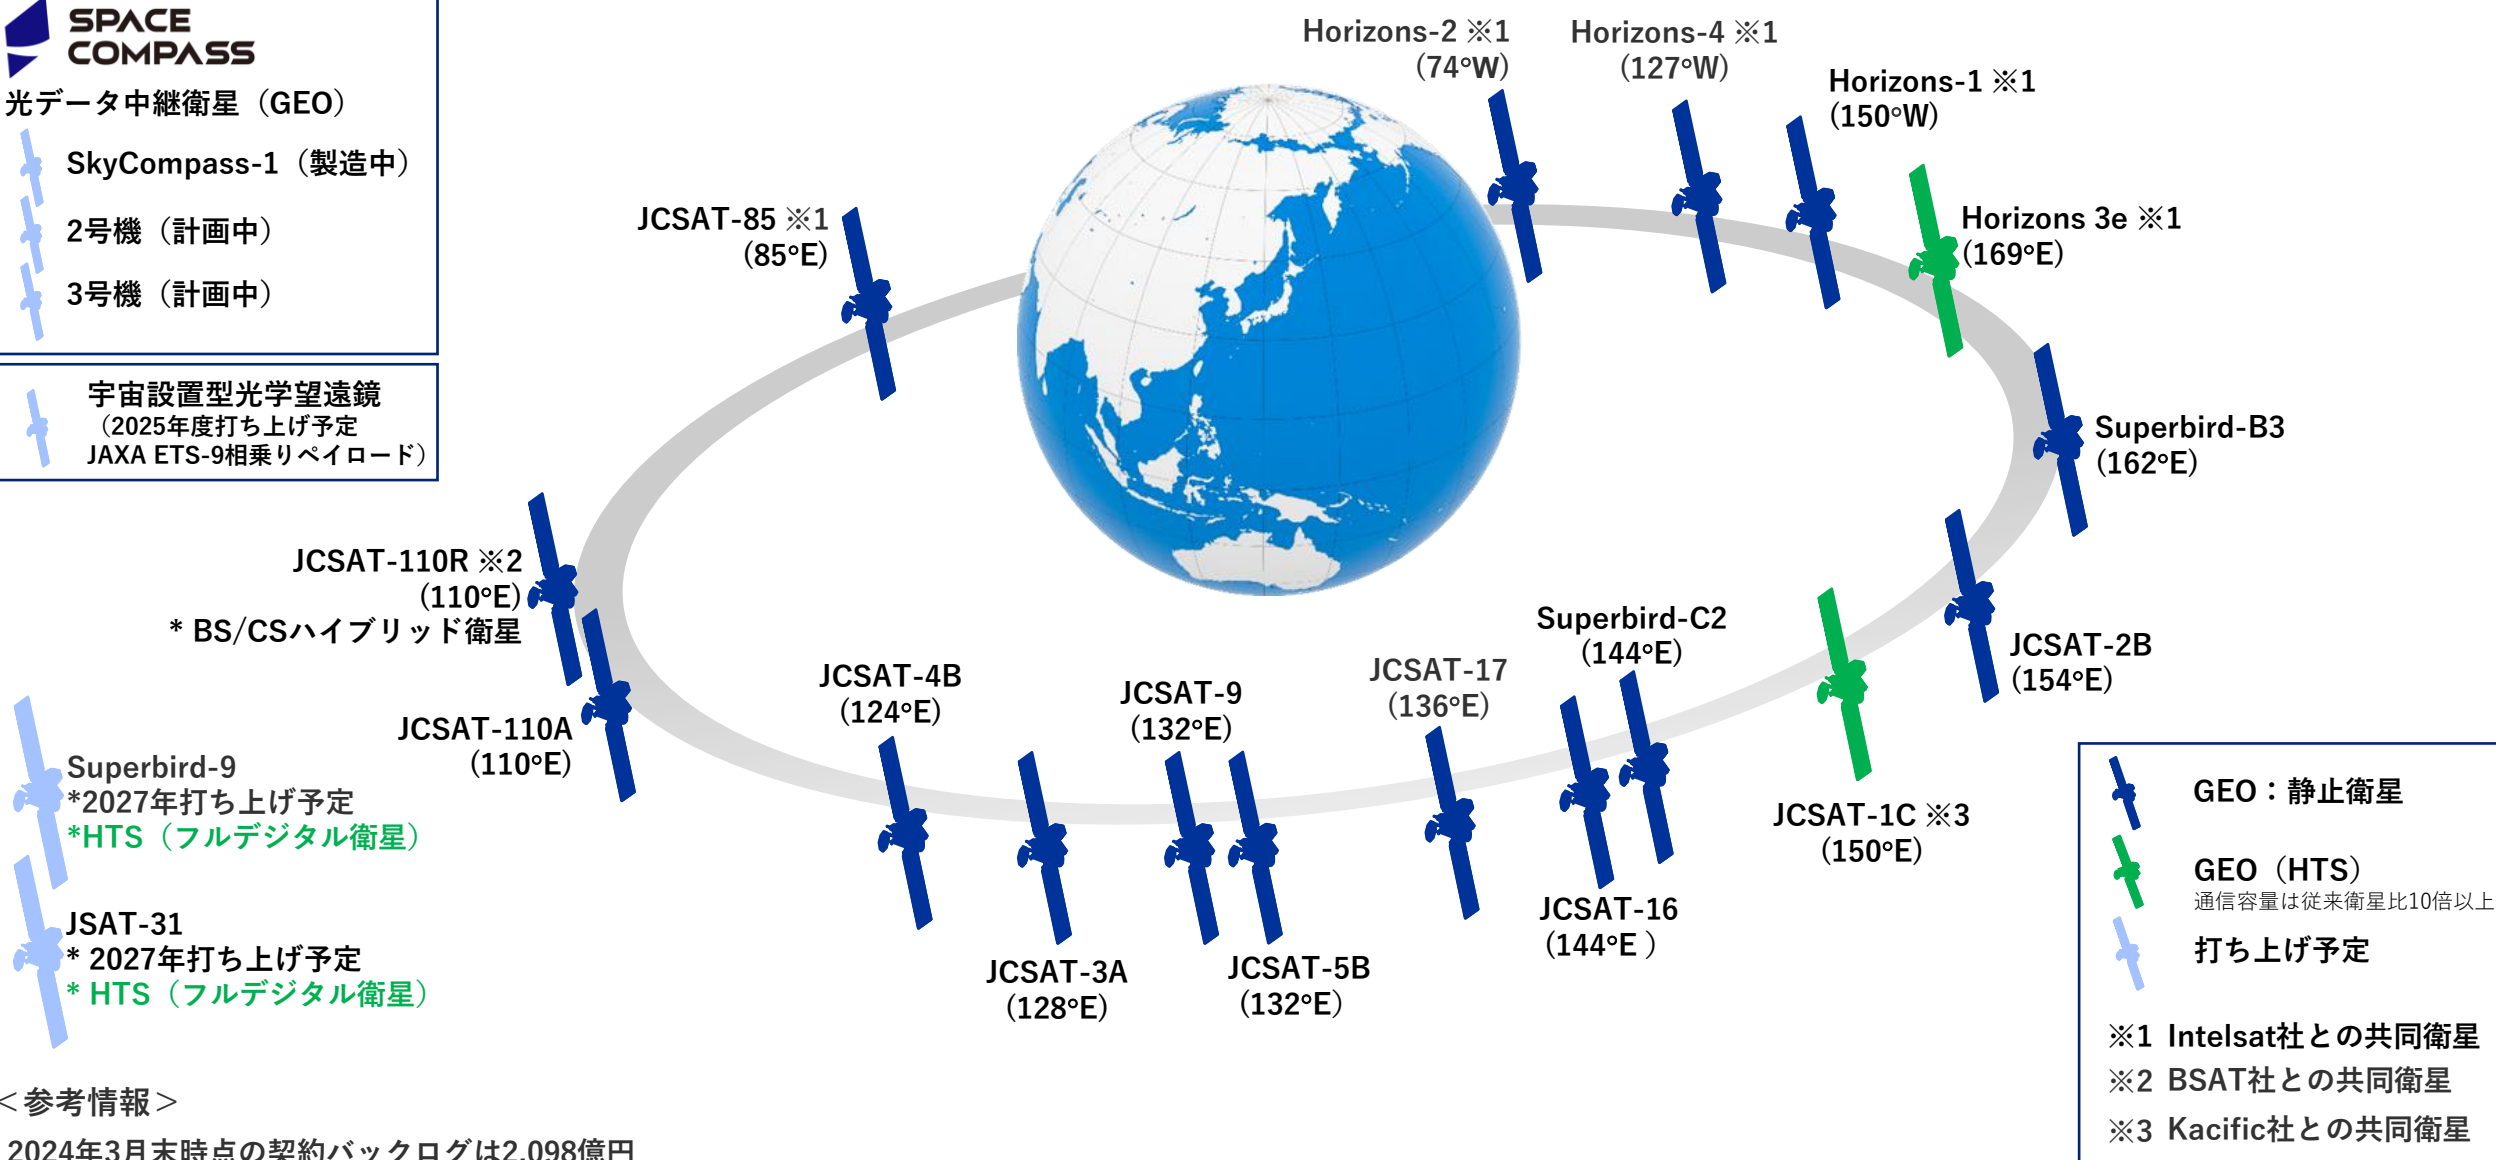 SPACE
COMPASS
光データ中継衛星（GEO）
SkyCompass-1（製造中）
2号機（計画中）
3号機（計画中）
宇宙設置型光学望遠鏡
（2025年度打ち上げ予定
JAXA ETS-9相乗りペイロード）
Horizons-2 ※1
(74°W)
Horizons-4 ※1
(127°W)
Horizons-1 ※1
(150°W)
Horizons 3e ※1
(169°E)
JCSAT-85 ※1
(85°E)
Superbird-B3
(162°E)
JCSAT-110R ※2
(110°E)
* BS/CSハイブリッド衛星
JCSAT-110A
(110°E)
JCSAT-4B
(124°E)
JCSAT-3A
(128°E)
JCSAT-9
(132°E)
JCSAT-5B
(132°E)
JCSAT-17
(136°E)
Superbird-C2
(144°E)
JCSAT-16
(144°E )
JCSAT-1C ※3
(150°E)
JCSAT-2B
(154°E)
Superbird-9
*2027年打ち上げ予定
*HTS（フルデジタル衛星）
JSAT-31
* 2027年打ち上げ予定
* HTS（フルデジタル衛星）
GEO：静止衛星
GEO（HTS）
通信容量は従来衛星比10倍以上
打ち上げ予定
※1 Intelsat社との共同衛星
※2 BSAT社との共同衛星
※3 Kacific社との共同衛星
＜参考情報＞
2024年3月末時点の契約バックログは2,098億円